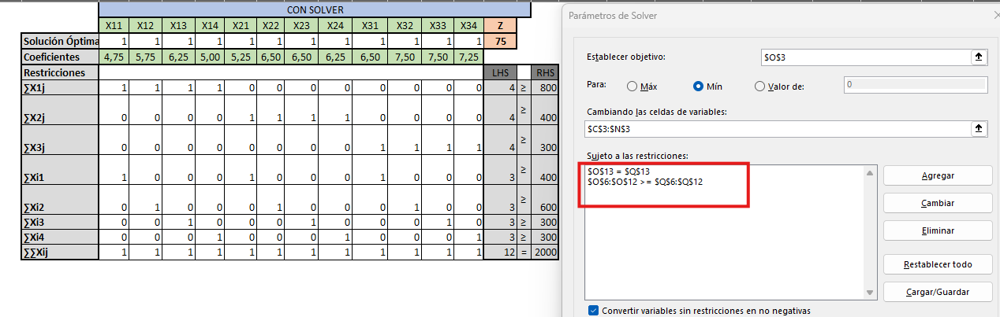 CON SOLVER
X11 X12 X13 X14 X21 X22 X23 X24 X31 X32 X33 X34 Z
Solución Óptima 1 1 1 1 1 1 1 1 1 1 1 1 75
Coeficientes 4,75 5,75 6,25 5,00 5,25 6,50 6,50 6,25 6,50 7,50 7,50 7,25
Restricciones LHS RHS
∑X1j 1 1 1 1 0 0 0 0 0 0 0 0 4 ≥ 800
∑X2j 0 0 0 0 1 1 1 1 0 0 0 0 4 ≥ 400
∑X3j 0 0 0 0 0 0 0 0 1 1 1 1 4 ≥ 300
∑Xi1 1 0 0 0 1 0 0 0 1 0 0 0 3 ≥ 400
∑Xi2 0 1 0 0 0 1 0 0 0 1 0 0 3 ≥ 600
∑Xi3 0 0 1 0 0 0 1 0 0 0 1 0 3 ≥ 300
∑Xi4 0 0 0 1 0 0 0 1 0 0 0 1 3 ≥ 300
∑∑Xij 1 1 1 1 1 1 1 1 1 1 1 1 12 = 2000
Parámetros de Solver
Establecer objetivo: $O$3
Para: Máx Mín Valor de: 0
Cambiando las celdas de variables:
$C$3:$N$3
Sujeto a las restricciones:
$O$13 = $Q$13
$O$6:$O$12 >= $Q$6:$Q$12
Agregar
Cambiar
Eliminar
Restablecer todo
Cargar/Guardar
Convertir variables sin restricciones en no negativas